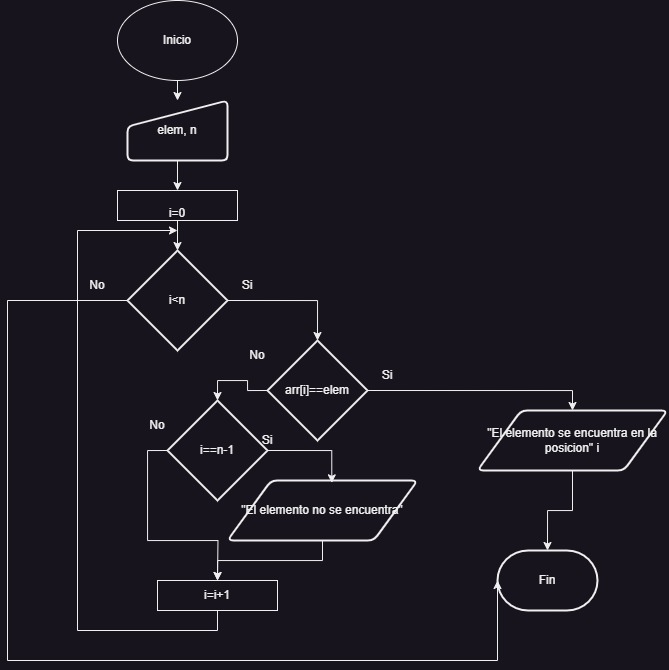 Inicio
elem, n
i=0
No
Si
i<n
No
Si
arr[i]==elem
No
Si
i==n-1
"El elemento se encuentra en la
posicion" i
"El elemento no se encuentra"
i=i+1
Fin